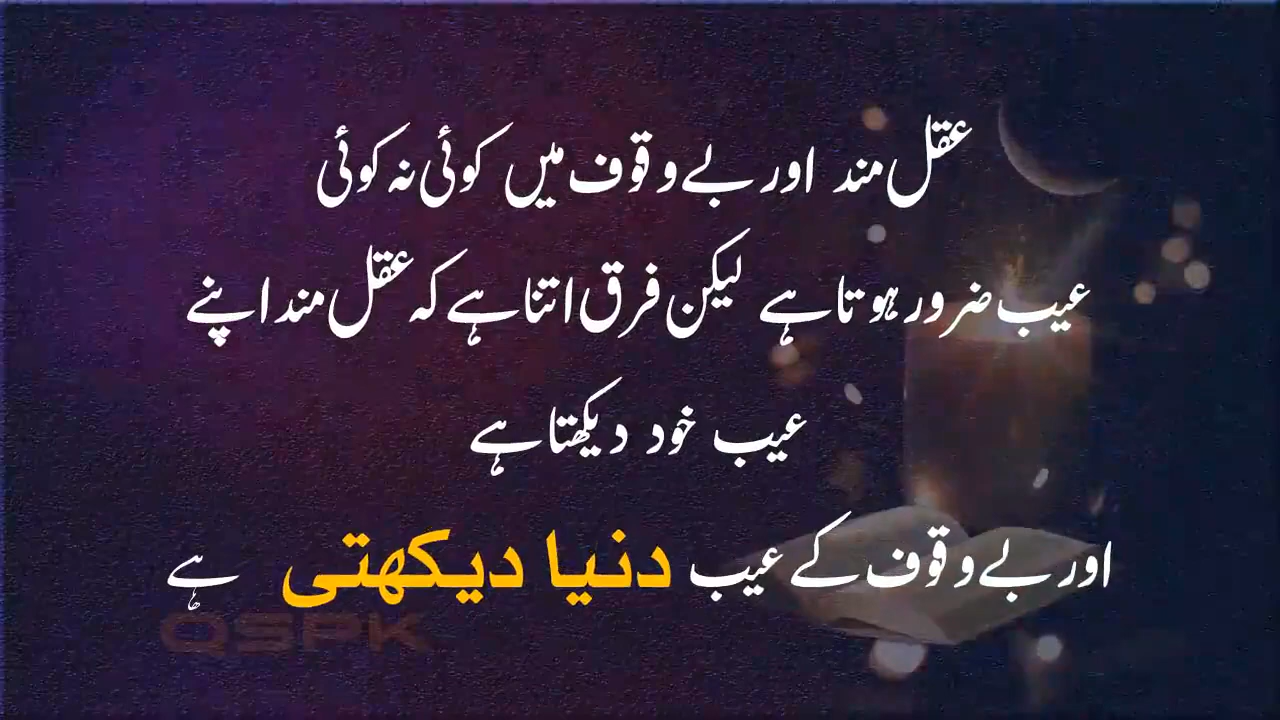 عقل مند اور بے وقوف میں کوئی نہ کوئی
عیب ضرور ہوتا ہے لیکن فرق اتنا ہے کہ عقل مند اپنے
عیب خود دیکھتا ہے
اور بے وقوف کے عیب دنیا دیکھتی ہے
QSPK